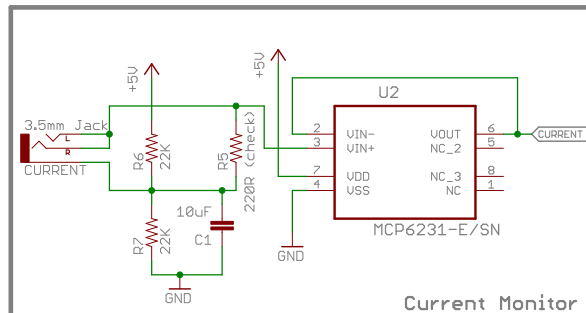 +5V
+5V
U2
3.5mm Jack
L
R
CURRENT
R6
22K
R5
220R (check)
2
VIN-
VOUT
6
CURRENT
3
VIN+
NC_2
5
7
VDD
NC_3
8
4
VSS
NC
1
MCP6231-E/SN
10uF
C1
R7
22K
GND
GND
Current Monitor